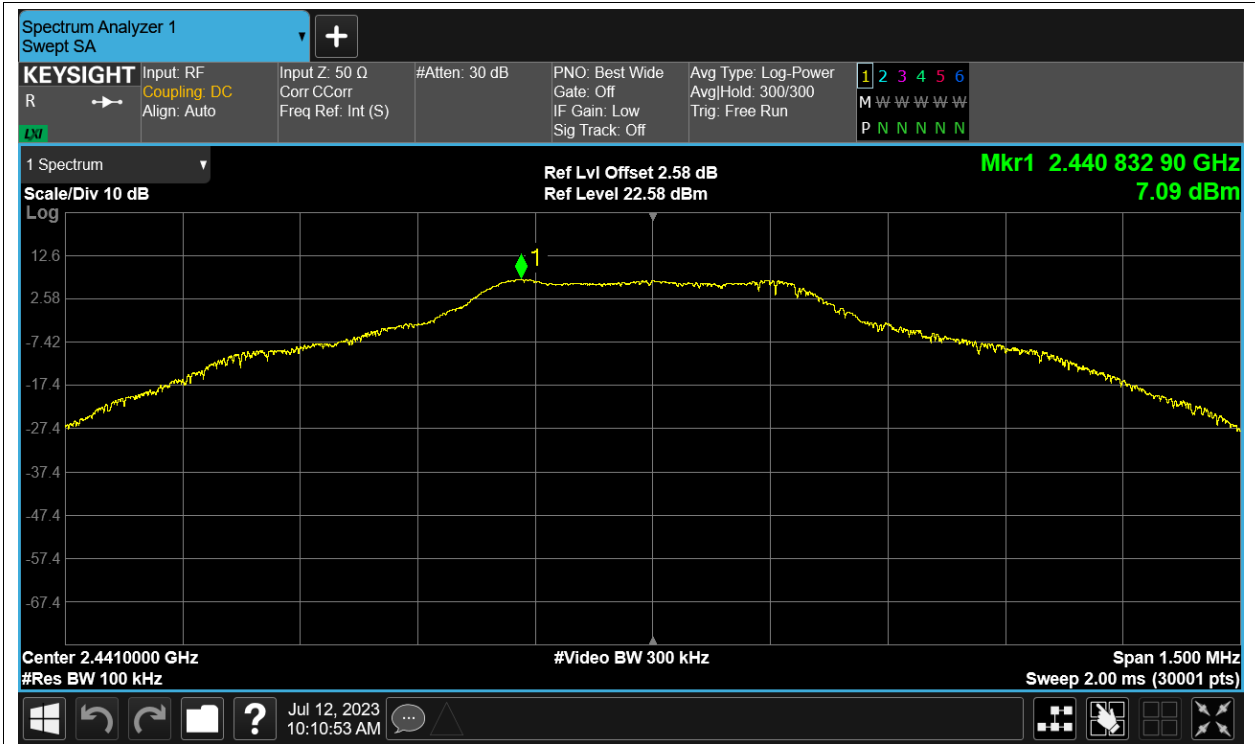 Spectrum Analyzer 1
Swept SA
+
KEYSIGHT
R
LXI
Input: RF
Coupling: DC
Align: Auto
Input Z: 50 Ω
Corr CCorr
Freq Ref: Int (S)
#Atten: 30 dB
PNO: Best Wide
Gate: Off
IF Gain: Low
Sig Track: Off
Avg Type: Log-Power
Avg|Hold: 300/300
Trig: Free Run
1 2 3 4 5 6
M W W W W W
P N N N N N
1 Spectrum
Scale/Div 10 dB
Log
Ref Lvl Offset 2.58 dB
Ref Level 22.58 dBm
Mkr1 2.440 832 90 GHz
7.09 dBm
1
12.6
2.58
-7.42
-17.4
-27.4
-37.4
-47.4
-57.4
-67.4
Center 2.4410000 GHz
#Res BW 100 kHz
#Video BW 300 kHz
Span 1.500 MHz
Sweep 2.00 ms (30001 pts)
?
Jul 12, 2023
10:10:53 AM